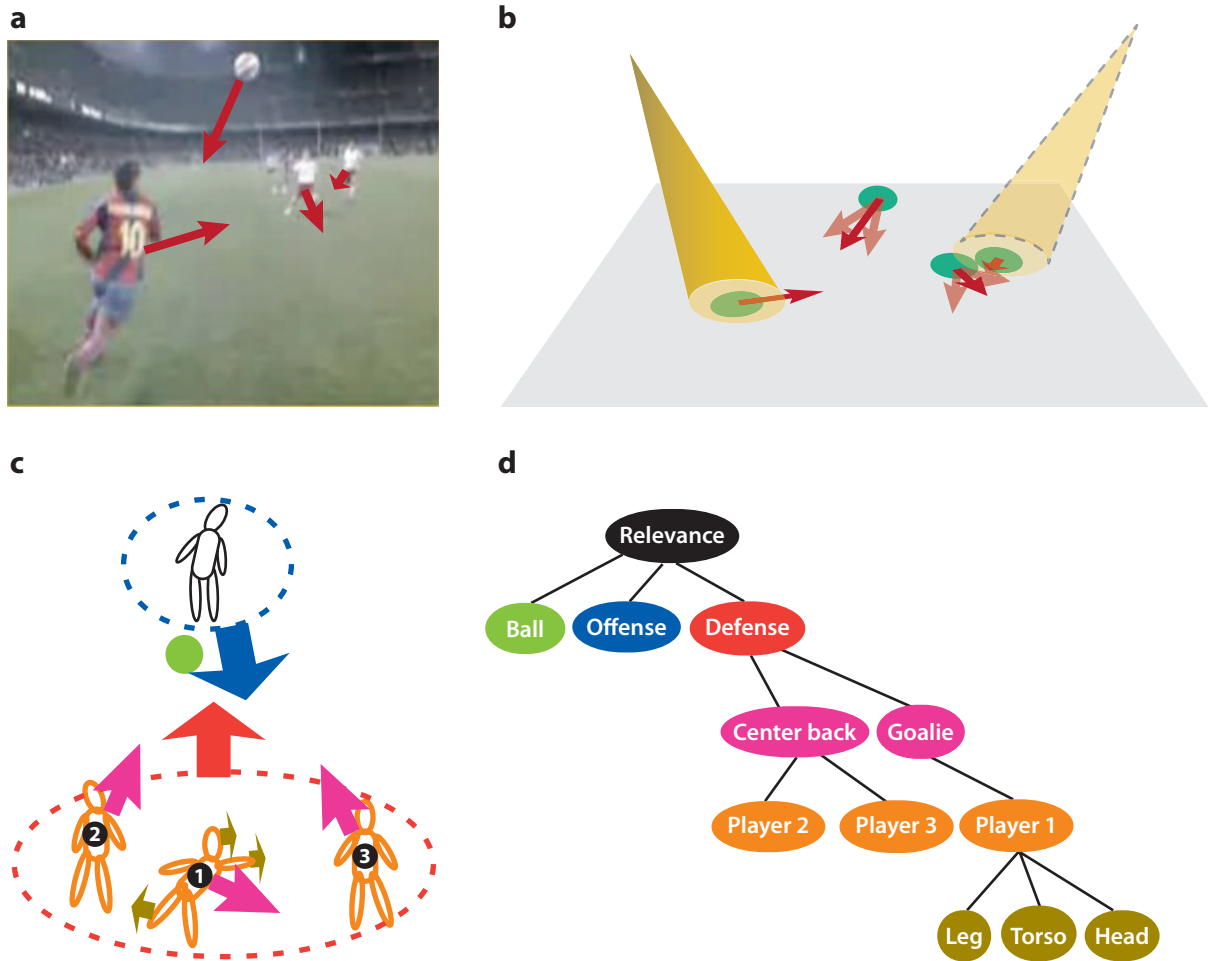 a
b
10
c
d
Relevance
Ball
Offense
Defense
Center back
Goalie
Player 2
Player 3
Player 1
Leg
Torso
Head
2
1
3